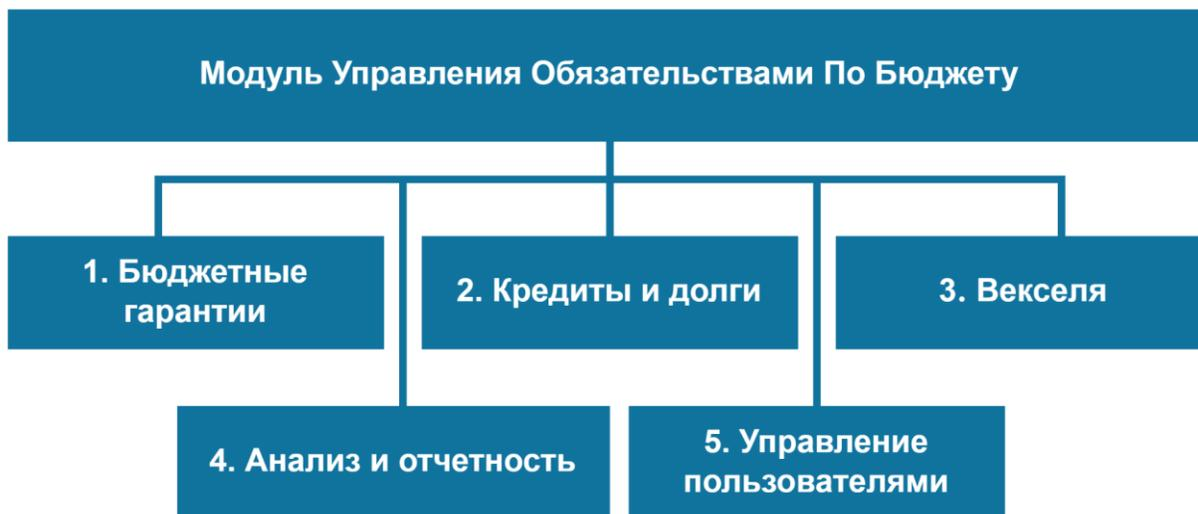 Модуль Управления Обязательствами По Бюджету
1. Бюджетные
гарантии
2. Кредиты и долги
3. Векселя
4. Анализ и отчетность
5. Управление
пользователями